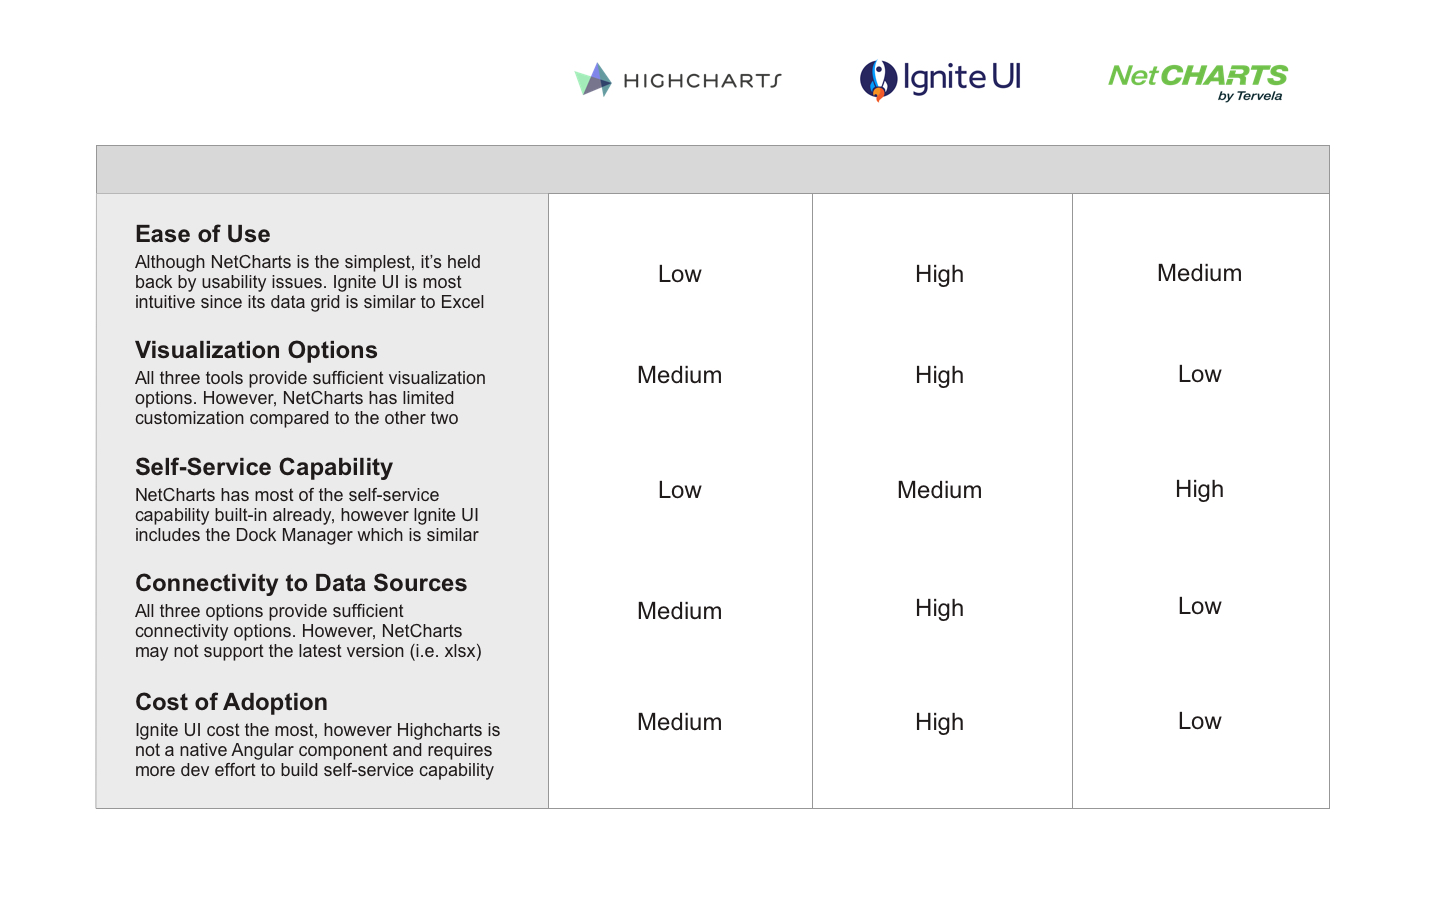 HIGHCHARTS
Ignite UI
NetCHARTS
by Tervela
Ease of Use
Although NetCharts is the simplest, it’s held
back by usability issues. Ignite UI is most
intuitive since its data grid is similar to Excel
Low
High
Medium
Visualization Options
All three tools provide sufficient visualization
options. However, NetCharts has limited
customization compared to the other two
Medium
High
Low
Self-Service Capability
NetCharts has most of the self-service
capability built-in already, however Ignite UI
includes the Dock Manager which is similar
Low
Medium
High
Connectivity to Data Sources
All three options provide sufficient
connectivity options. However, NetCharts
may not support the latest version (i.e. xlsx)
Medium
High
Low
Cost of Adoption
Ignite UI cost the most, however Highcharts is
not a native Angular component and requires
more dev effort to build self-service capability
Medium
High
Low